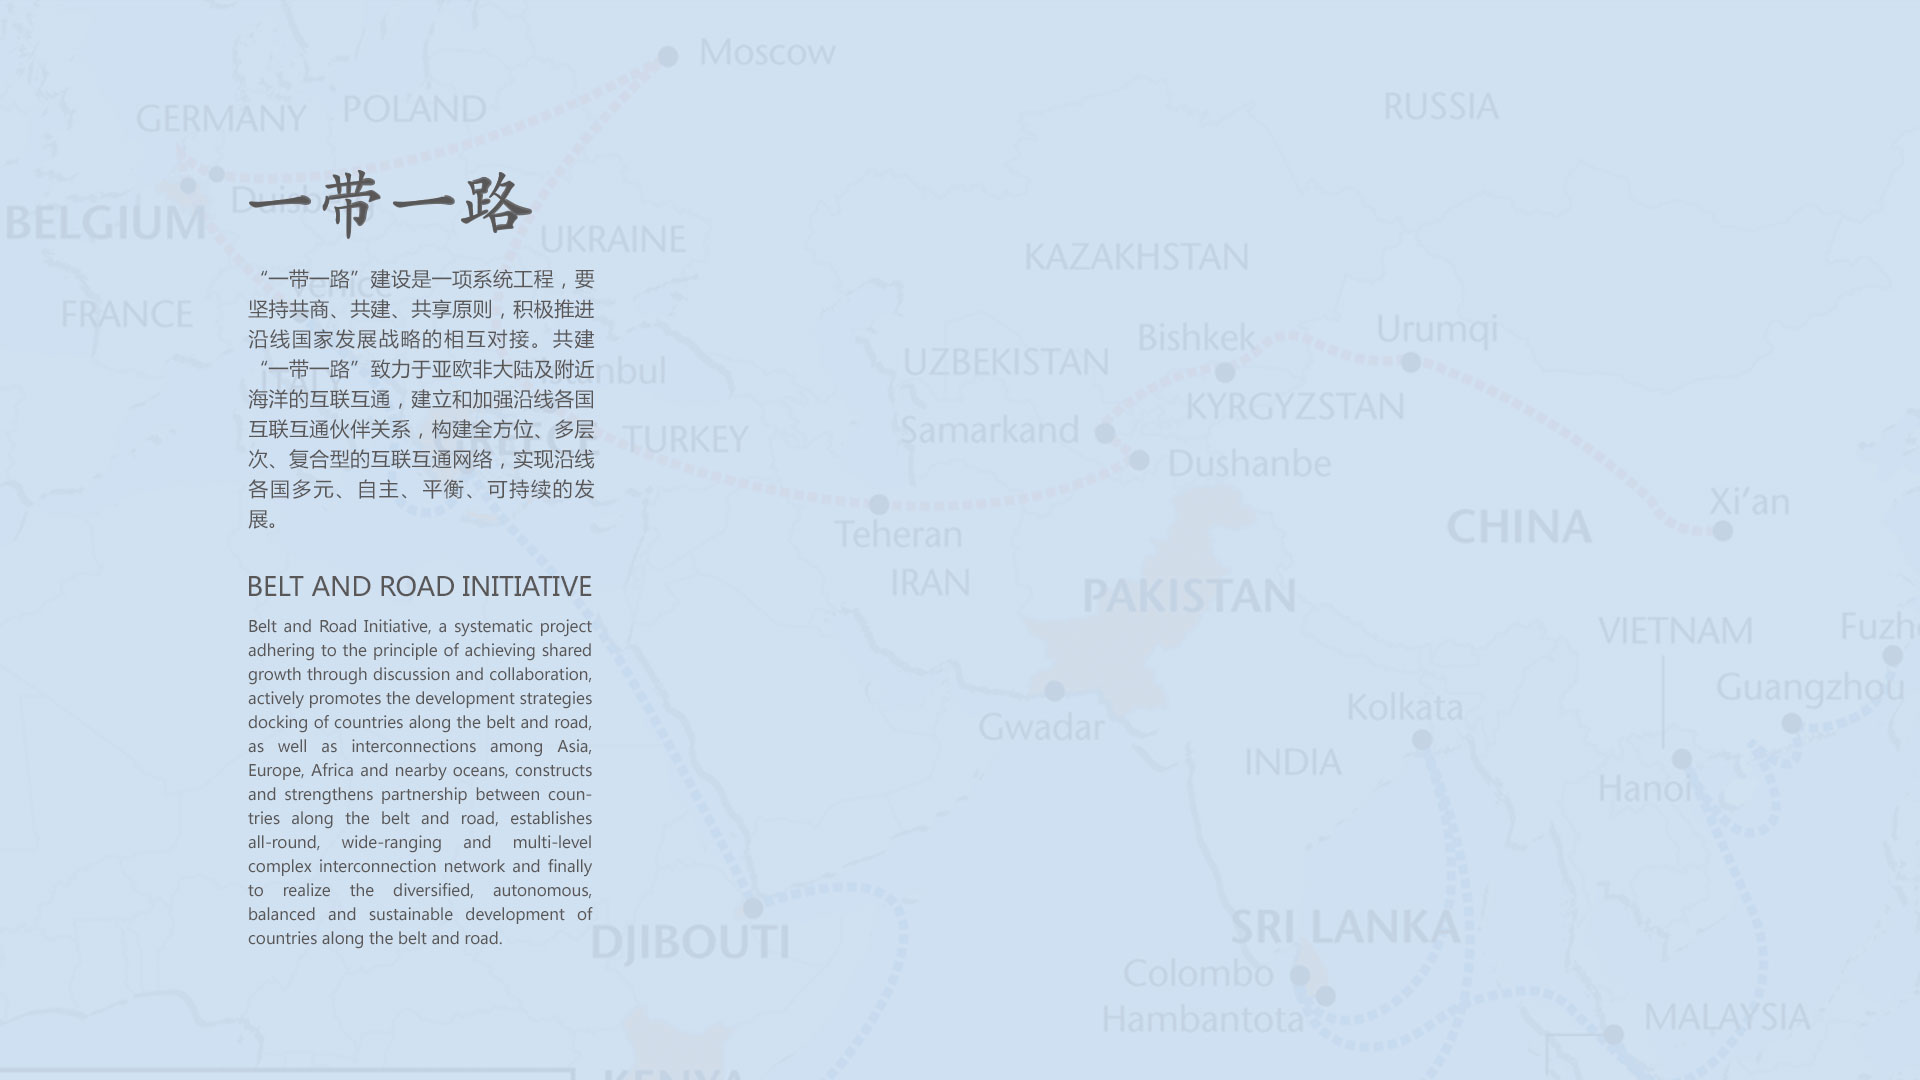 Moscow
GERMANY
POLAND
RUSSIA
一带一路
BELGIUM
UKRAINE
KAZAKHSTAN
FRANCE
Venice
“一带一路”建设是一项系统工程，要
坚持共商、共建、共享原则，积极推进
沿线国家发展战略的相互对接。共建
“一带一路”致力于亚欧非大陆及附近
海洋的互联互通，建立和加强沿线各国
互联互通伙伴关系，构建全方位、多层
次、复合型的互联互通网络，实现沿线
各国多元、自主、平衡、可持续的发
展。
Bishkek
Urumqi
UZBEKISTAN
ITALY
Istanbul
KYRGYZSTAN
Samarkand
GREECE
TURKEY
Dushanbe
Xi’an
CHINA
Teheran
IRAN
PAKISTAN
BELT AND ROAD INITIATIVE
Belt and Road Initiative, a systematic project
adhering to the principle of achieving shared
growth through discussion and collaboration,
actively promotes the development strategies
docking of countries along the belt and road,
as well as interconnections among Asia,
Europe, Africa and nearby oceans, constructs
and strengthens partnership between coun-
tries along the belt and road, establishes
all-round, wide-ranging and multi-level
complex interconnection network and finally
to realize the diversified, autonomous,
balanced and sustainable development of
countries along the belt and road.
VIETNAM
Fuzh
Guangzhou
Kolkata
Gwadar
INDIA
Hanoi
DJIBOUTI
SRI LANKA
Colombo
Hambantota
MALAYSIA
KENYA